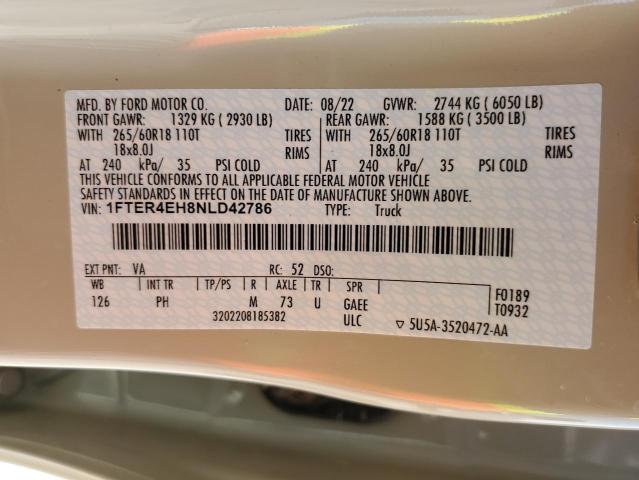 MFD. BY FORD MOTOR CO. DATE: 08/22 GVWR: 2744 KG ( 6050 LB)
FRONT GAWR: 1329 KG ( 2930 LB) REAR GAWR: 1588 KG ( 3500 LB)
WITH 265/60R18 110T TIRES WITH 265/60R18 110T TIRES
18x8.0J RIMS 18x8.0J RIMS
AT 240 kPa/ 35 PSI COLD AT 240 kPa/ 35 PSI COLD
THIS VEHICLE CONFORMS TO ALL APPLICABLE FEDERAL MOTOR VEHICLE
SAFETY STANDARDS IN EFFECT ON THE DATE OF MANUFACTURE SHOWN ABOVE.
VIN: 1FTER4EH8NLD42786 TYPE: Truck
EXT PNT: VA RC: 52 DSO:
WB INT TR TP/PS R AXLE TR SPR F0189
126 PH M 73 U GAEE T0932
3202208185382 ULC ▽ 5U5A-3520472-AA